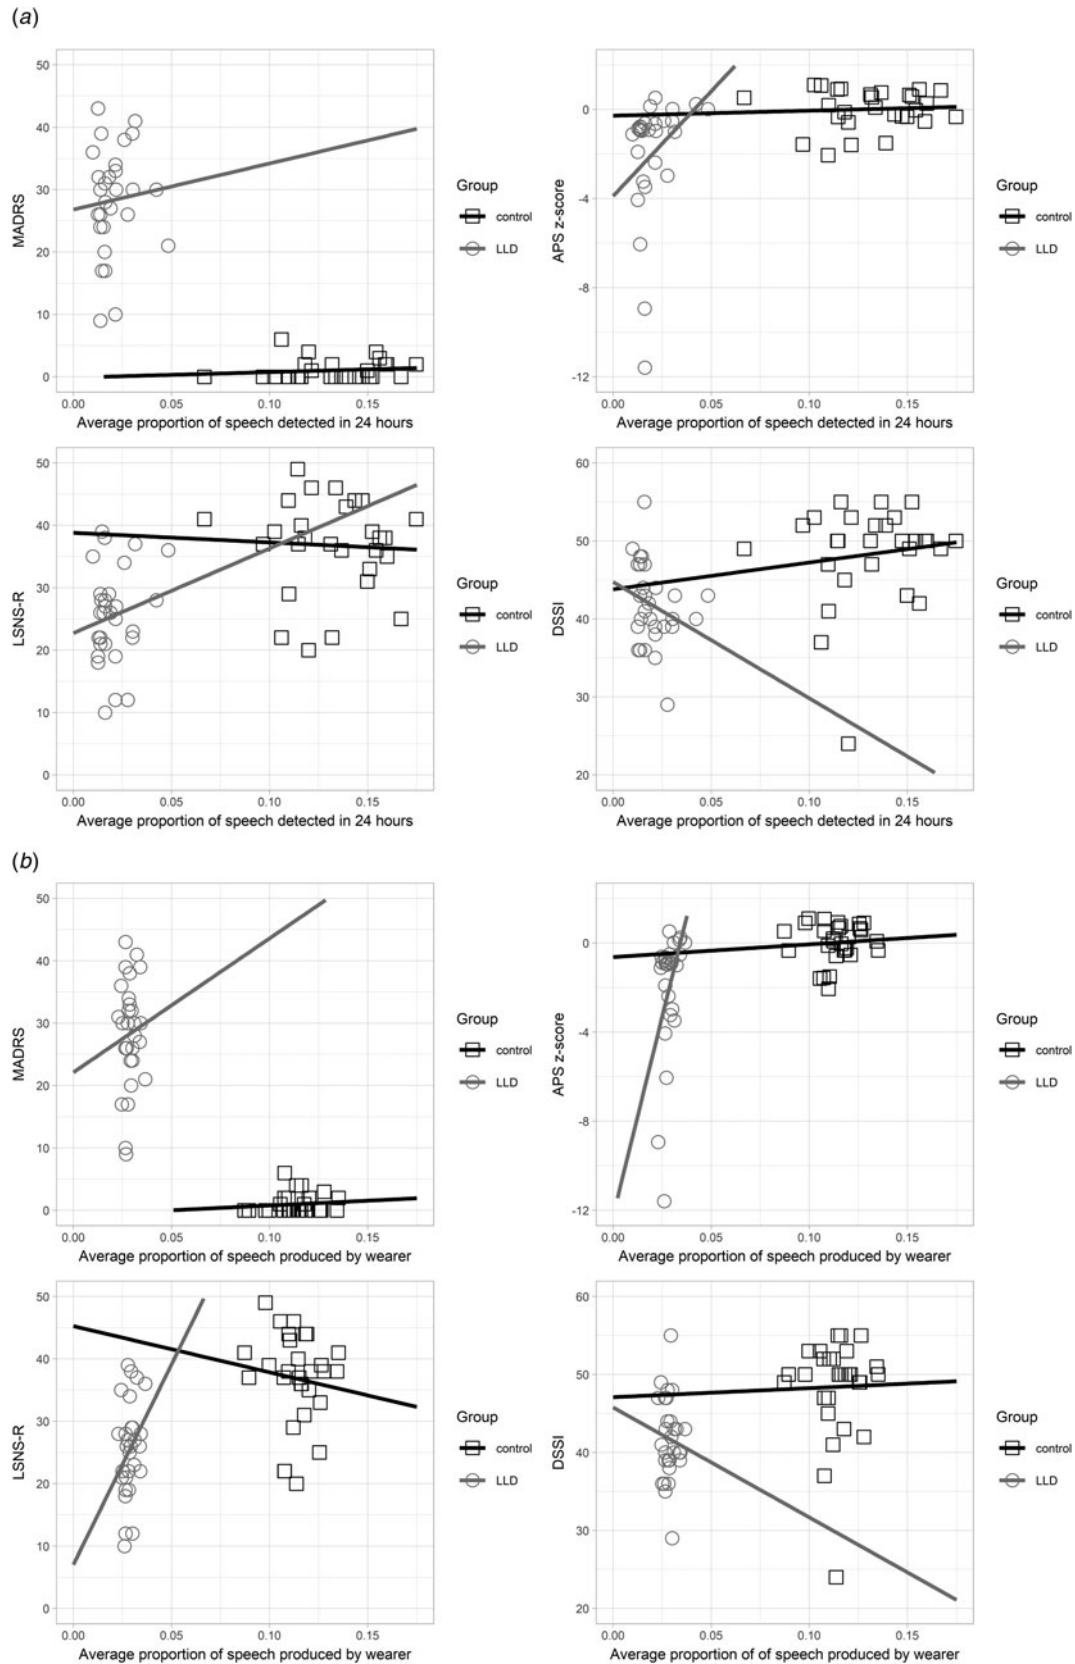 (a)
MADRS
50
40
30
20
10
0
0.00 0.05 0.10 0.15
Average proportion of speech detected in 24 hours
Group
control
LLD
APS z-score
0
-4
-8
-12
0.00 0.05 0.10 0.15
Average proportion of speech detected in 24 hours
Group
control
LLD
LSNS-R
50
40
30
20
10
0
0.00 0.05 0.10 0.15
Average proportion of speech detected in 24 hours
Group
control
LLD
DSSI
60
50
40
30
20
0.00 0.05 0.10 0.15
Average proportion of speech detected in 24 hours
Group
control
LLD
(b)
MADRS
50
40
30
20
10
0
0.00 0.05 0.10 0.15
Average proportion of speech produced by wearer
Group
control
LLD
APS z-score
0
-4
-8
-12
0.00 0.05 0.10 0.15
Average proportion of speech produced by wearer
Group
control
LLD
LSNS-R
50
40
30
20
10
0
0.00 0.05 0.10 0.15
Average proportion of speech produced by wearer
Group
control
LLD
DSSI
60
50
40
30
20
0.00 0.05 0.10 0.15
Average proportion of of speech produced by wearer
Group
control
LLD